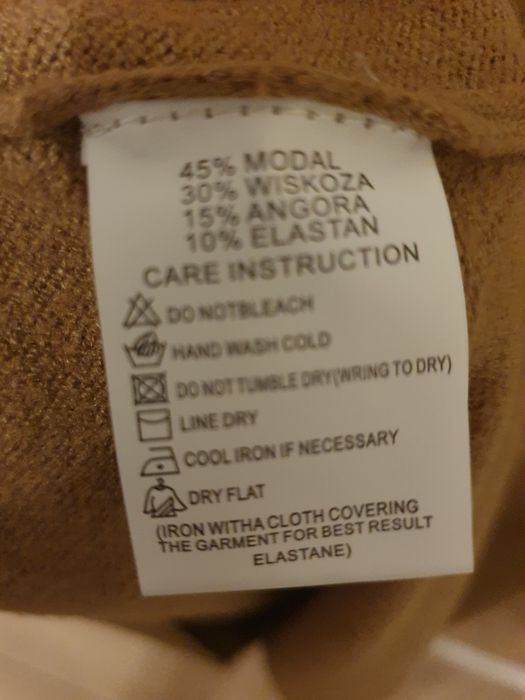 45% MODAL
30% WISKOZA
15% ANGORA
10% ELASTAN
CARE INSTRUCTION
DO NOTBLEACH
HAND WASH COLD
DO NOT TUMBLE DRY(WRING TO DRY)
LINE DRY
COOL IRON IF NECESSARY
DRY FLAT
(IRON WITHA CLOTH COVERING
THE GARMENT FOR BEST RESULT
ELASTANE)